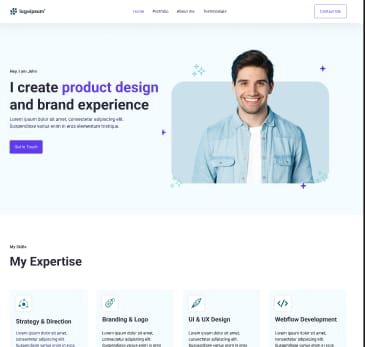 logoipsum
Home Portfolio About me Testimonials Contact Me
Hey, I am John
I create product design
and brand experience
Lorem ipsum dolor sit amet, consectetur adipiscing elit.
Suspendisse varius enim in eros elementum tristique.
Get In Touch
My Skills
My Expertise
Strategy & Direction
Branding & Logo
UI & UX Design
Webflow Development
Lorem ipsum dolor sit amet, consectetur adipiscing elit. Suspendisse varius enim in eros
Lorem ipsum dolor sit amet, consectetur adipiscing elit. Suspendisse varius enim in eros
Lorem ipsum dolor sit amet, consectetur adipiscing elit. Suspendisse varius enim in eros
Lorem ipsum dolor sit amet, consectetur adipiscing elit. Suspendisse varius enim in eros